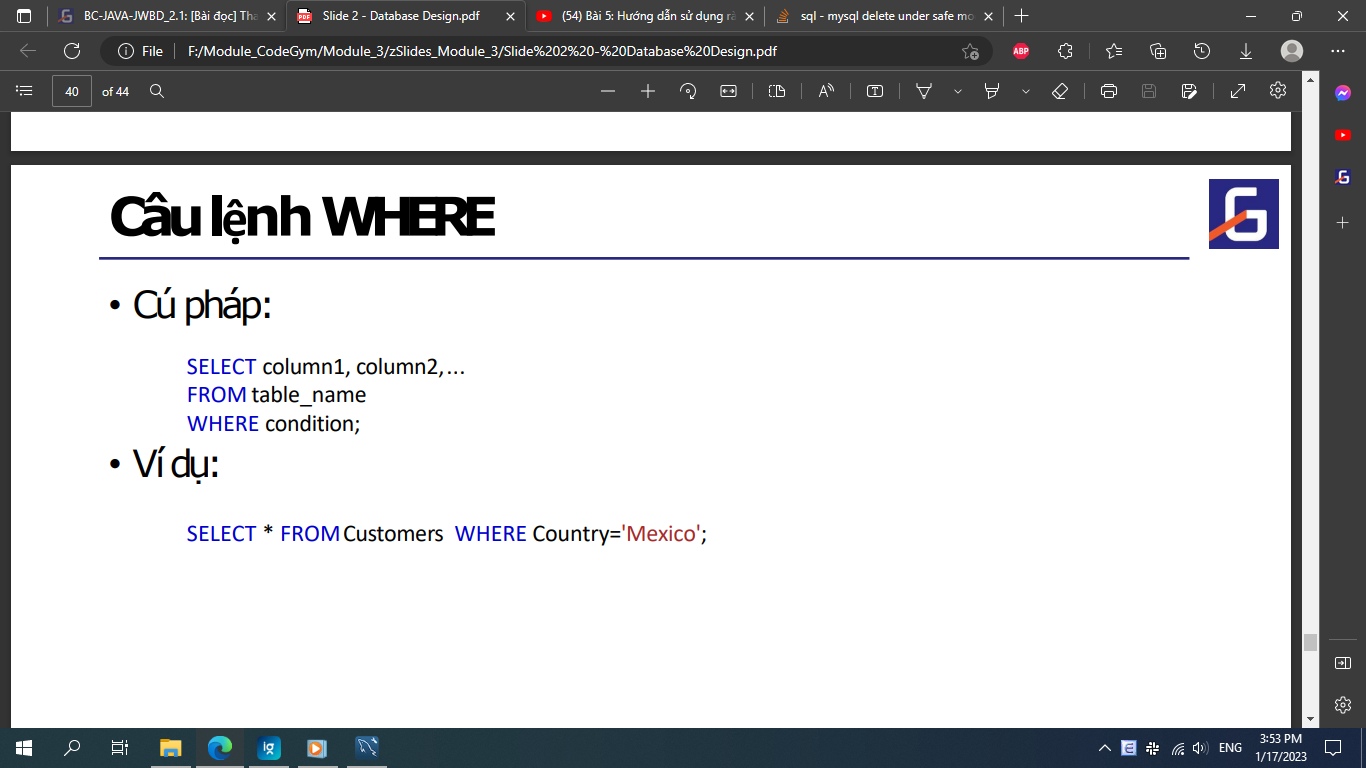 BC-JAVA-JWBD_2.1: [Bài đọc] Tha
Slide 2 - Database Design.pdf
(54) Bài 5: Hướng dẫn sử dụng rà
sql - mysql delete under safe mo
File
F:/Module_CodeGym/Module_3/zSlides_Module_3/Slide%202%20-%20Database%20Design.pdf
ABP
40 of 44
Câu lệnh WHERE
• Cú pháp:
SELECT column1, column2,...
FROM table_name
WHERE condition;
• Ví dụ:
SELECT * FROM Customers WHERE Country='Mexico';
ENG
3:53 PM
1/17/2023